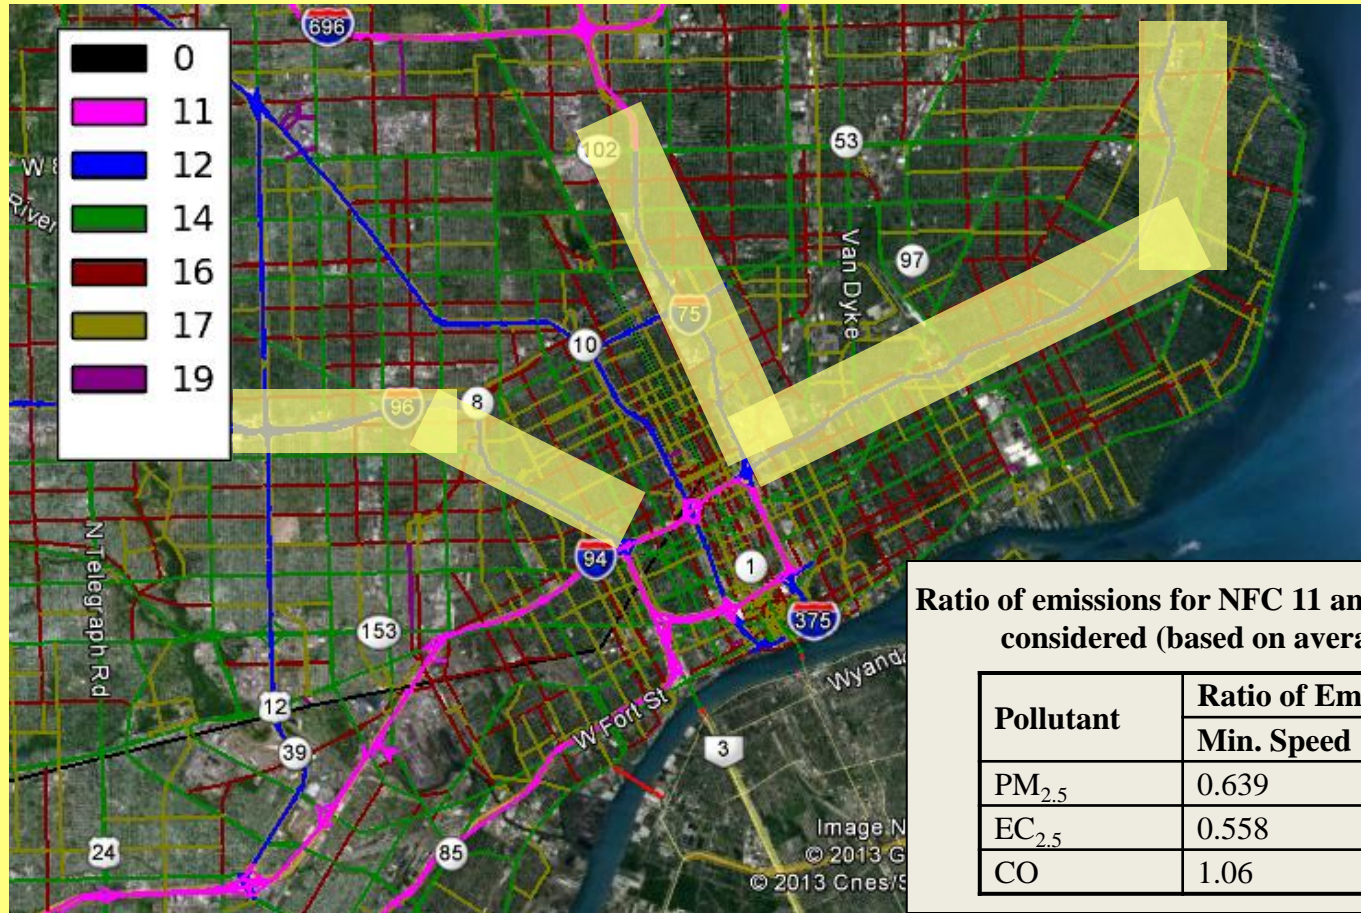 696
0
11
12
14
16
17
19
102
53
W 8
River
Van Dyke
97
75
10
96
8
N Telegraph Rd
94
1
375
153
Wyand
12
39
W Fort St
3
24
85
Image N
© 2013 G
© 2013 Cnes/S
Ratio of emissions for NFC 11 an
considered (based on avera
Pollutant
Ratio of Em
Min. Speed
PM2.5
0.639
EC2.5
0.558
CO
1.06